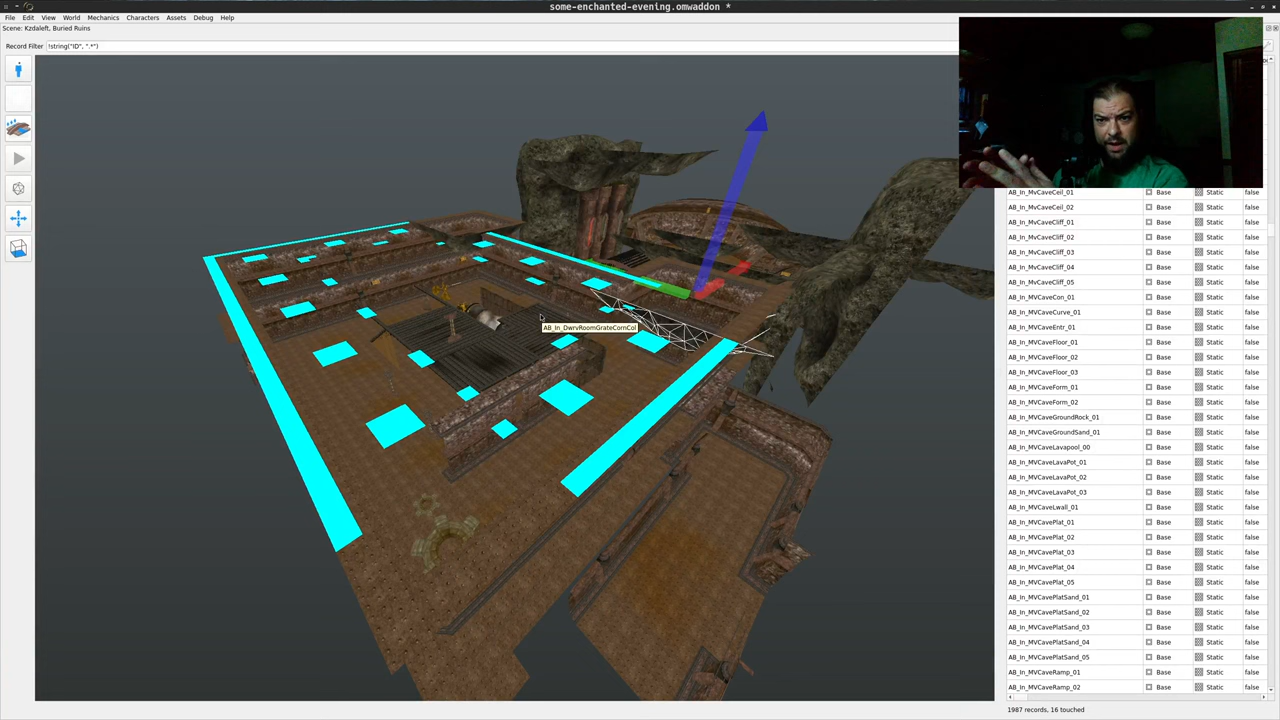 some-enchanted-evening.omwaddon *
File Edit View World Mechanics Characters Assets Debug Help
Scene: Kzdaleft, Buried Ruins
Record Filter !string("ID", ".*")
AB_In_DwrvRoomGrateCornCol
AB_In_MvCaveCeil_01 Base Static false
AB_In_MvCaveCeil_02 Base Static false
AB_In_MvCaveCliff_01 Base Static false
AB_In_MvCaveCliff_02 Base Static false
AB_In_MvCaveCliff_03 Base Static false
AB_In_MvCaveCliff_04 Base Static false
AB_In_MvCaveCliff_05 Base Static false
AB_In_MVCaveCon_01 Base Static false
AB_In_MVCaveCurve_01 Base Static false
AB_In_MVCaveEntr_01 Base Static false
AB_In_MVCaveFloor_01 Base Static false
AB_In_MVCaveFloor_02 Base Static false
AB_In_MVCaveFloor_03 Base Static false
AB_In_MVCaveForm_01 Base Static false
AB_In_MVCaveForm_02 Base Static false
AB_In_MVCaveGroundRock_01 Base Static false
AB_In_MVCaveGroundSand_01 Base Static false
AB_In_MVCaveLavapool_00 Base Static false
AB_In_MVCaveLavaPot_01 Base Static false
AB_In_MVCaveLavaPot_02 Base Static false
AB_In_MVCaveLavaPot_03 Base Static false
AB_In_MVCaveLwall_01 Base Static false
AB_In_MVCavePlat_01 Base Static false
AB_In_MVCavePlat_02 Base Static false
AB_In_MVCavePlat_03 Base Static false
AB_In_MVCavePlat_04 Base Static false
AB_In_MVCavePlat_05 Base Static false
AB_In_MVCavePlatSand_01 Base Static false
AB_In_MVCavePlatSand_02 Base Static false
AB_In_MVCavePlatSand_03 Base Static false
AB_In_MVCavePlatSand_04 Base Static false
AB_In_MVCavePlatSand_05 Base Static false
AB_In_MVCaveRamp_01 Base Static false
AB_In_MVCaveRamp_02 Base Static false
1987 records, 16 touched